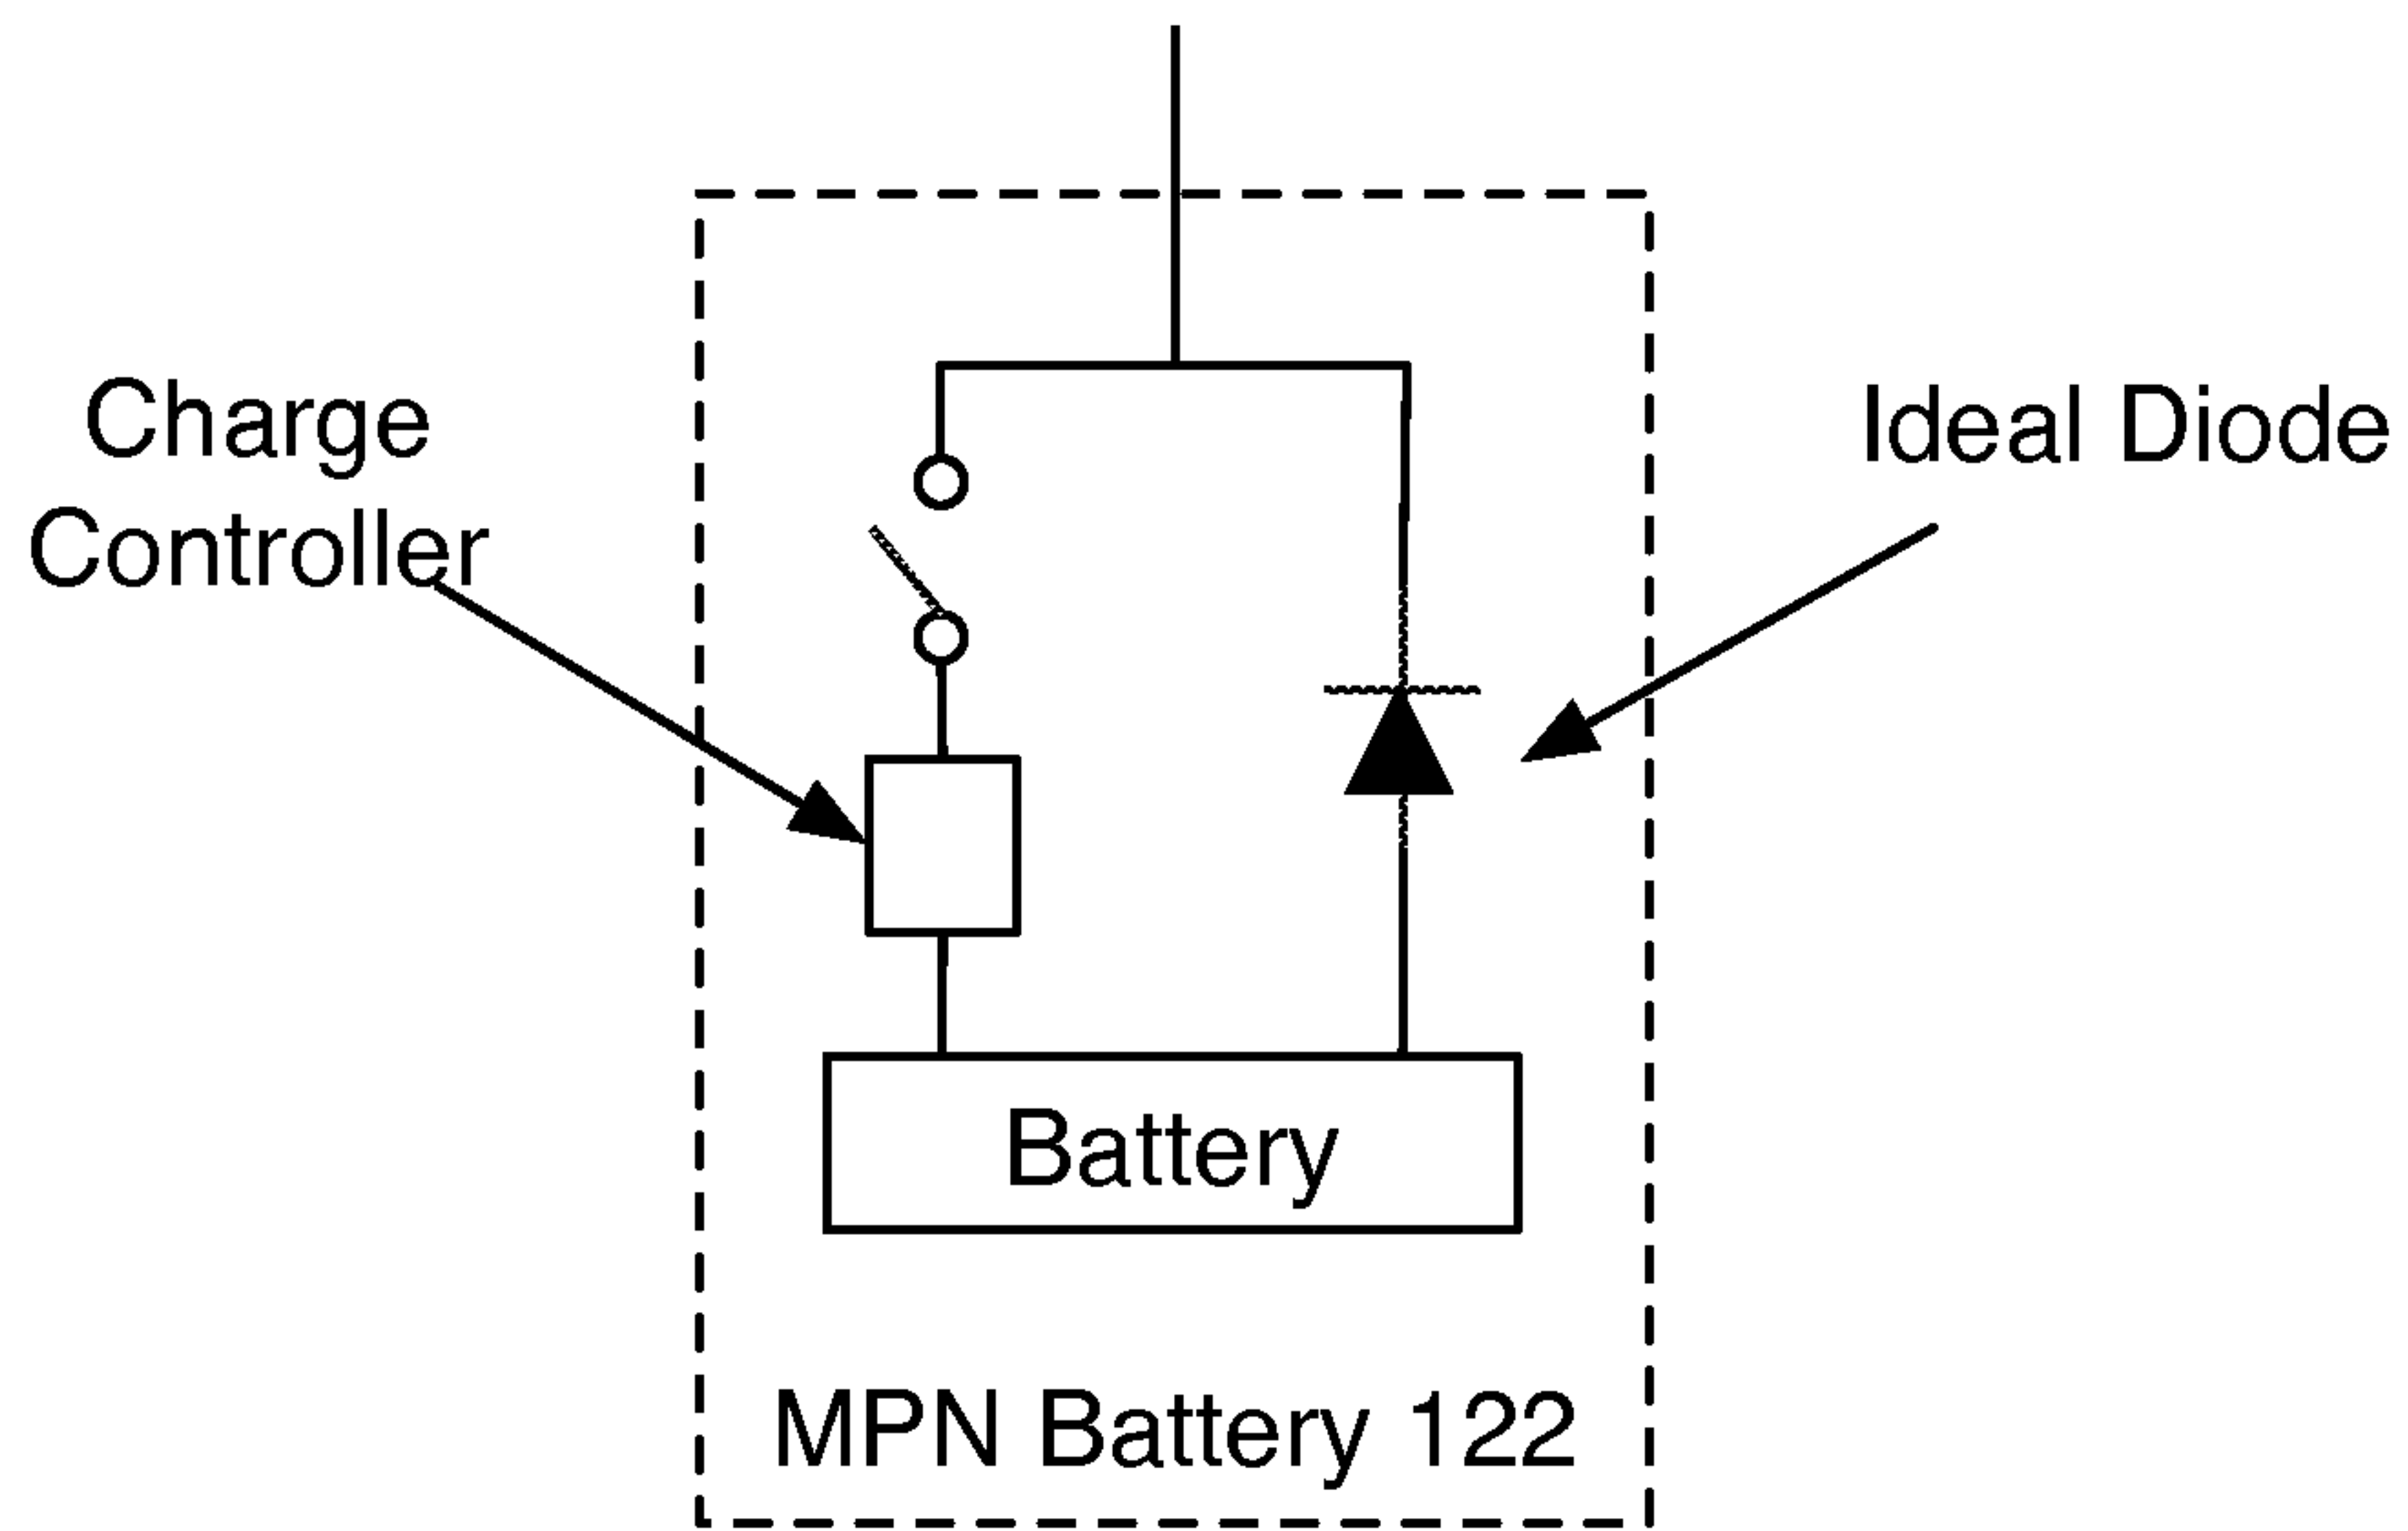 Charge
Controller
Ideal Diode
Battery
MPN Battery 122